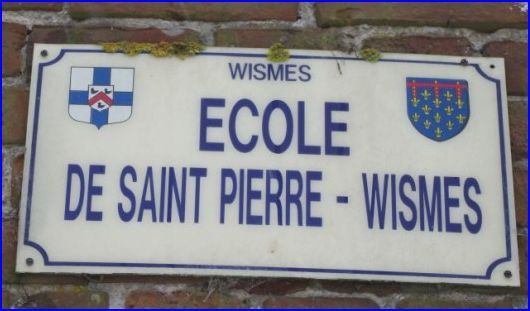 WISMES
ECOLE
DE SAINT PIERRE - WISMES